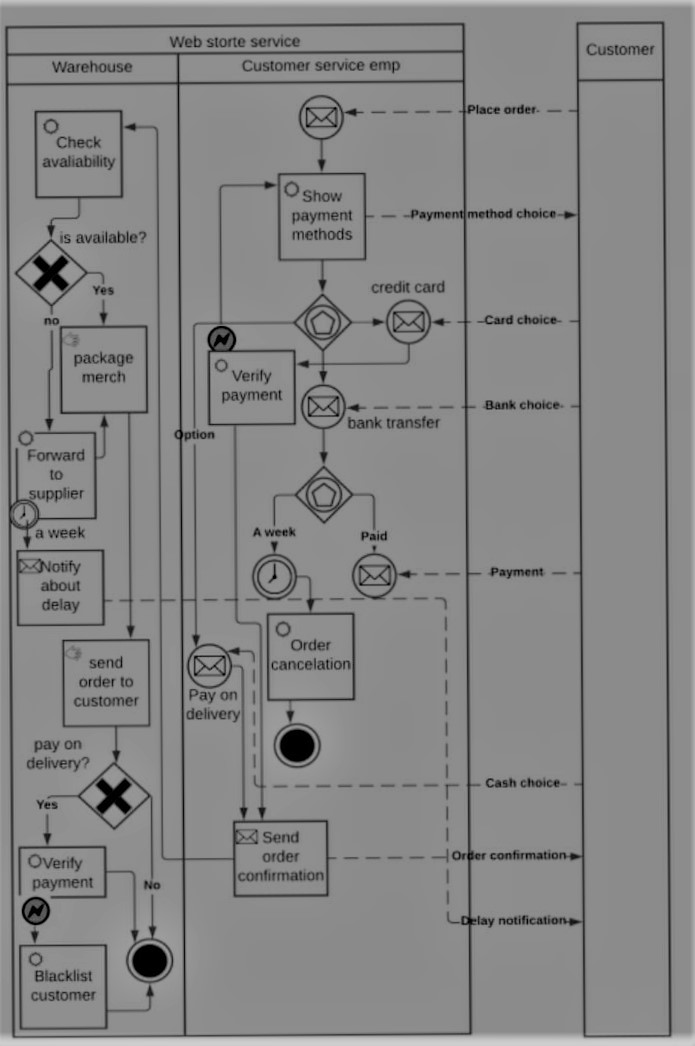 Web storte service
Warehouse
Customer service emp
Customer
Place order
Check
avaliability
Show
payment
methods
Payment method choice
is available?
Yes
no
credit card
Card choice
package
merch
Verify
payment
Bank choice
bank transfer
Option
Forward
to
supplier
a week
A week
Paid
Payment
Notify
about
delay
Order
cancelation
send
order to
customer
Pay on
delivery
pay on
delivery?
Yes
No
Cash choice
Send
order
confirmation
Order confirmation
Verify
payment
Delay notification
Blacklist
customer